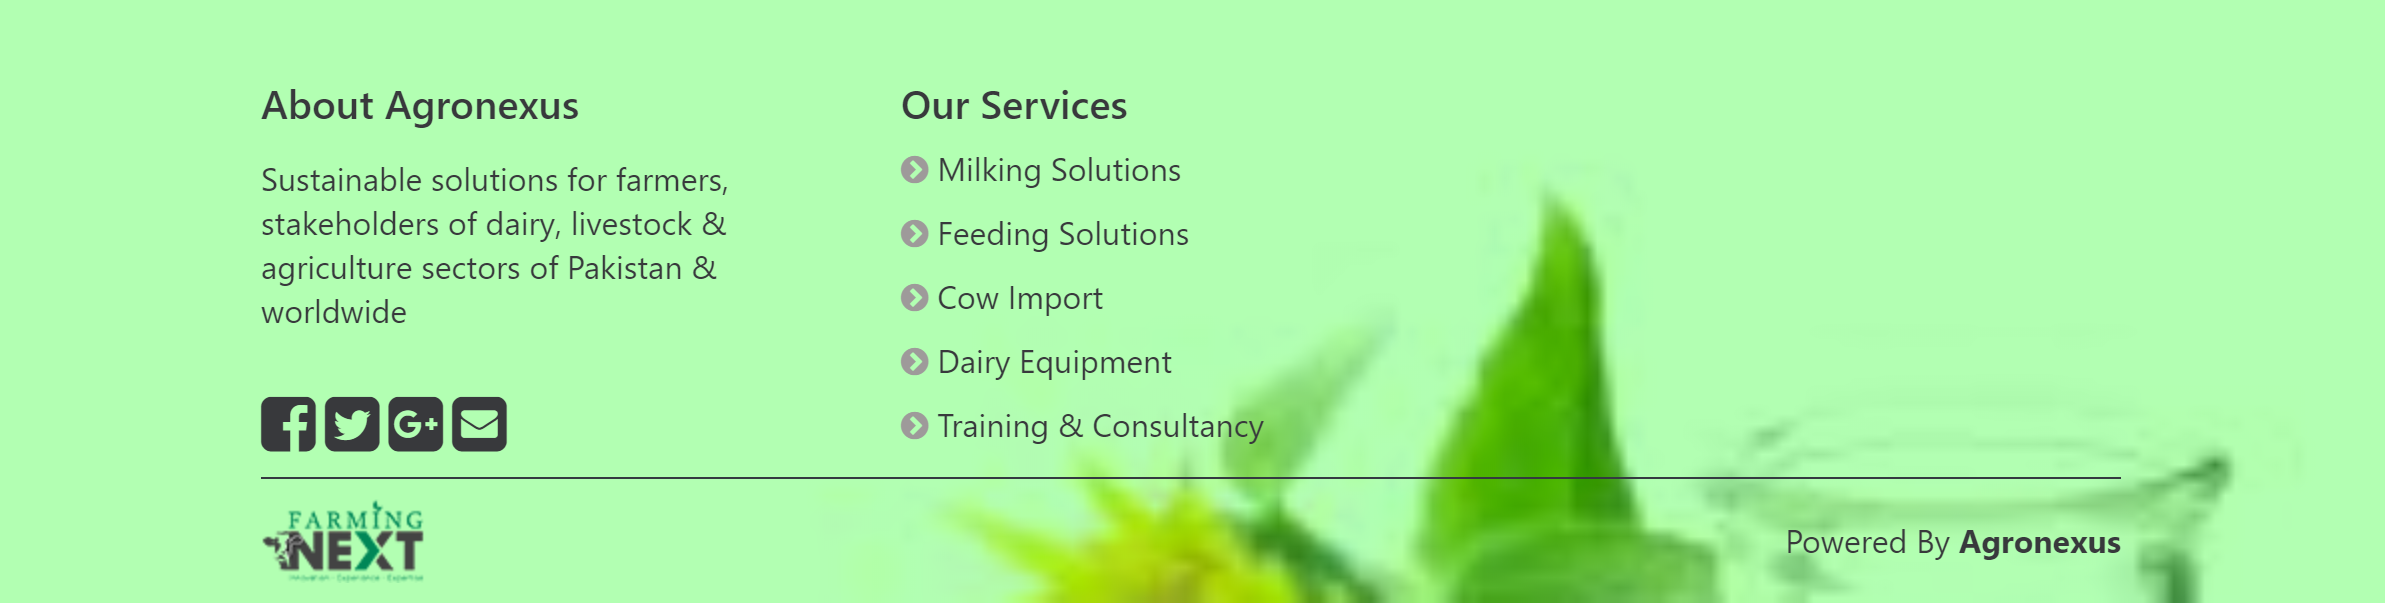 About Agronexus
Sustainable solutions for farmers,
stakeholders of dairy, livestock &
agriculture sectors of Pakistan &
worldwide
Our Services
Milking Solutions
Feeding Solutions
Cow Import
Dairy Equipment
Training & Consultancy
FARMING
NEXT
Innovation - Experience - Expertise
Powered By Agronexus